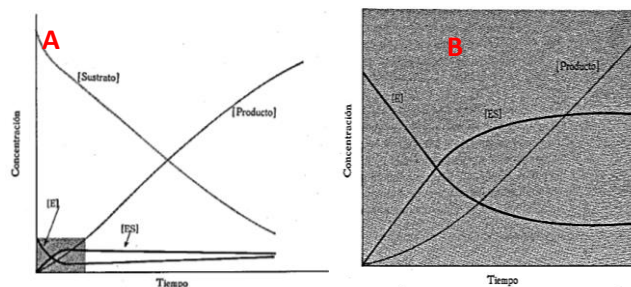 A
[Sustrato]
[Producto]
Concentración
[E]
[ES]
Tiempo
B
[Producto]
[E]
[ES]
Concentración
Tiempo